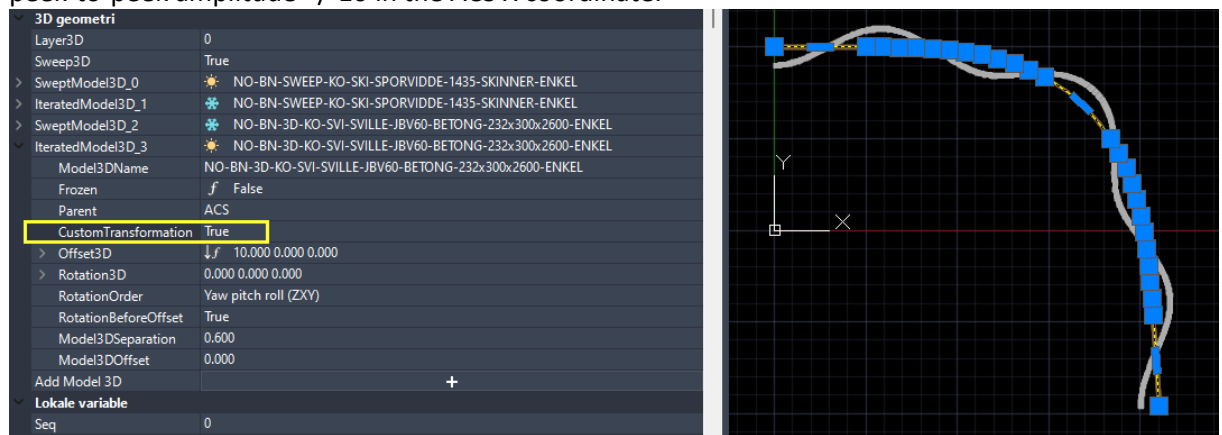 3D geometri
Layer3D 0
Sweep3D True
SweptModel3D_0 NO-BN-SWEEP-KO-SKI-SPORVIDDE-1435-SKINNER-ENKEL
IteratedModel3D_1 NO-BN-SWEEP-KO-SKI-SPORVIDDE-1435-SKINNER-ENKEL
SweptModel3D_2 NO-BN-3D-KO-SVI-SVILLE-JBV60-BETONG-232x300x2600-ENKEL
IteratedModel3D_3 NO-BN-3D-KO-SVI-SVILLE-JBV60-BETONG-232x300x2600-ENKEL
Model3DName NO-BN-3D-KO-SVI-SVILLE-JBV60-BETONG-232x300x2600-ENKEL
Frozen f False
Parent ACS
CustomTransformation True
Offset3D ↓f 10.000 0.000 0.000
Rotation3D 0.000 0.000 0.000
RotationOrder Yaw pitch roll (ZXY)
RotationBeforeOffset True
Model3DSeparation 0.600
Model3DOffset 0.000
Add Model 3D +
Lokale variable
Seq 0
Y
X